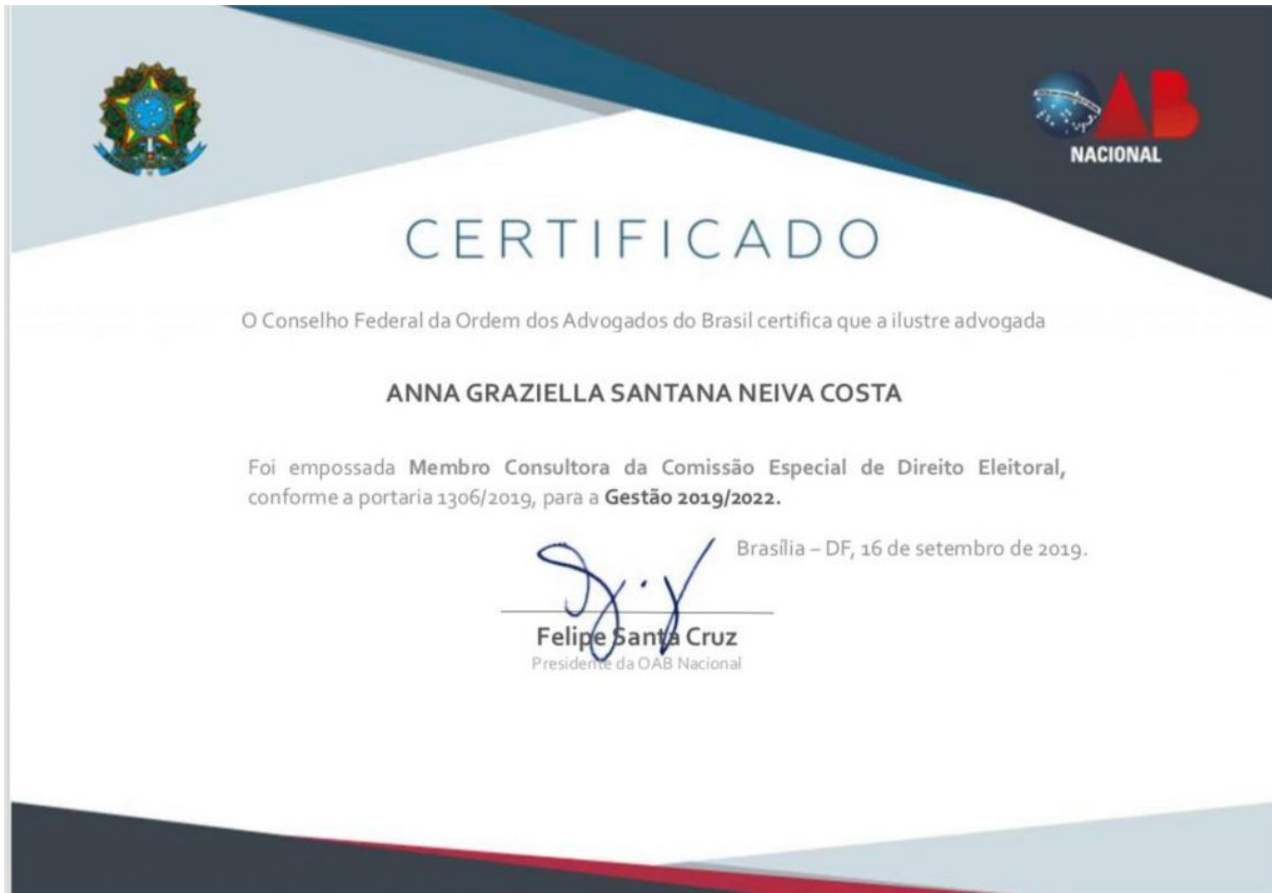 OAB
NACIONAL
CERTIFICADO
O Conselho Federal da Ordem dos Advogados do Brasil certifica que a ilustre advogada
ANNA GRAZIELLA SANTANA NEIVA COSTA
Foi empossada Membro Consultora da Comissão Especial de Direito Eleitoral,
conforme a portaria 1306/2019, para a Gestão 2019/2022.
Brasília – DF, 16 de setembro de 2019.
Felipe Santa Cruz
Presidente da OAB Nacional